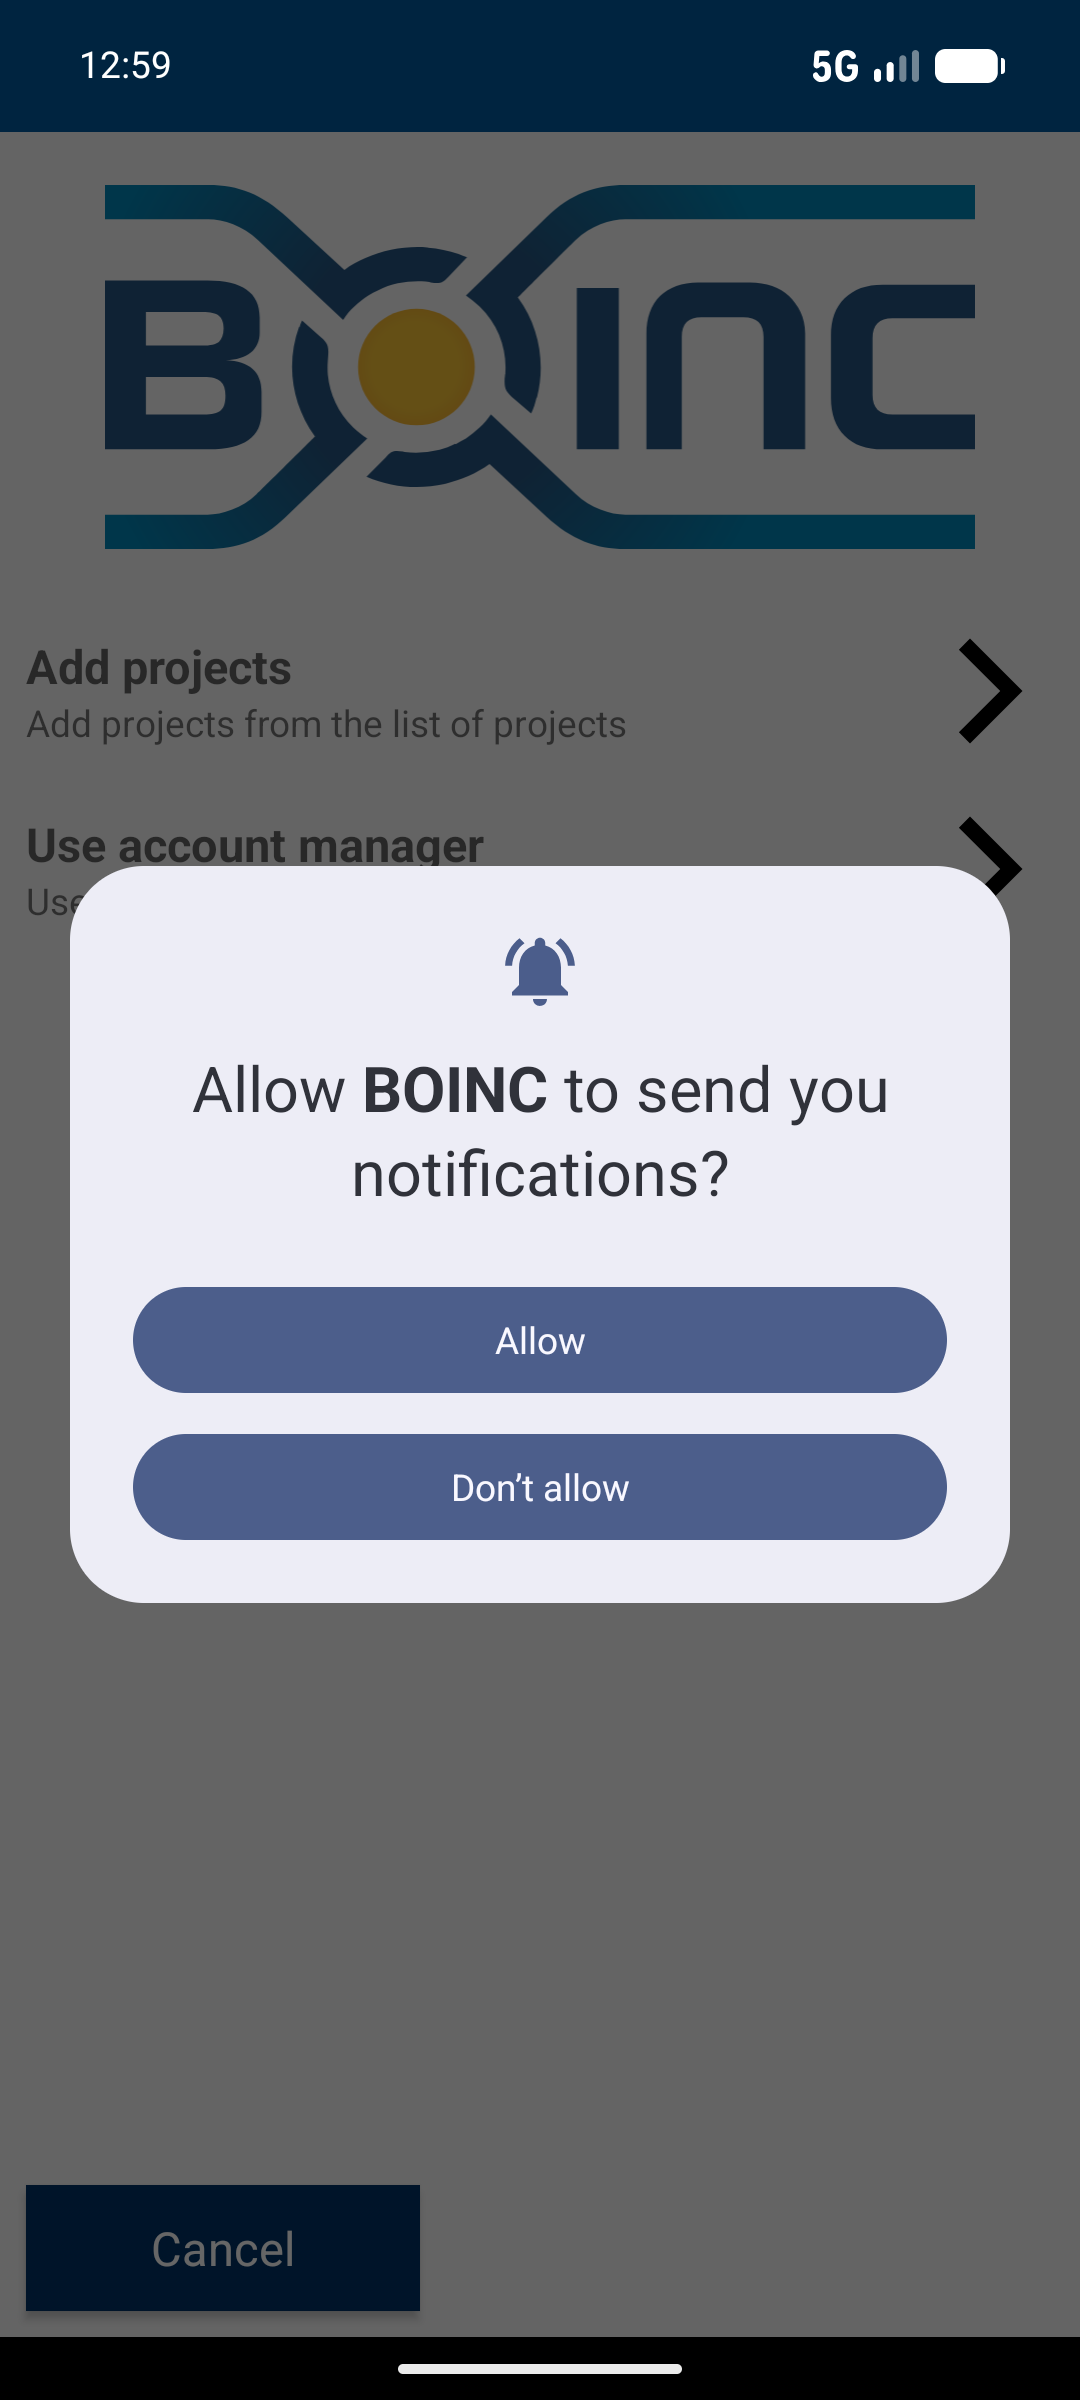 12:59
5G
BOINC
Add projects
Add projects from the list of projects
Use account manager
Use
Allow BOINC to send you
notifications?
Allow
Don’t allow
Cancel